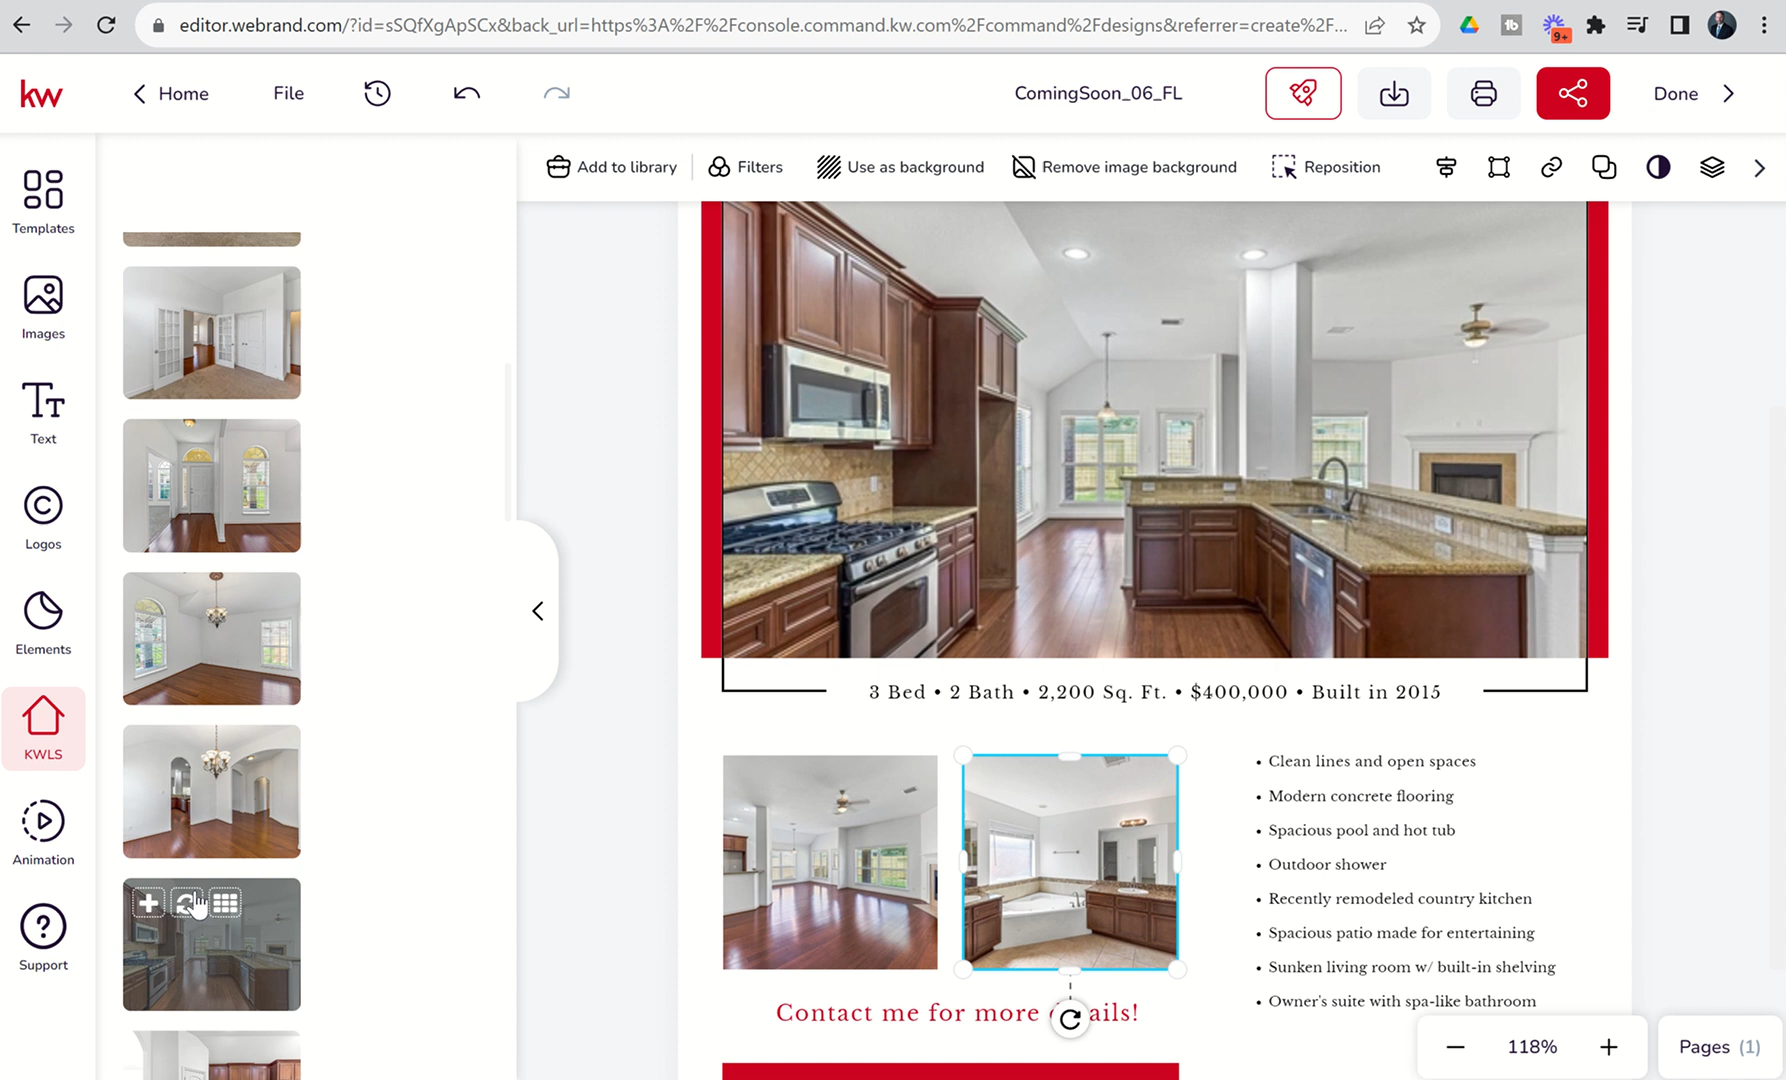 editor.webrand.com/?id=sSQfXgApSCx&back_url=https%3A%2F%2Fconsole.command.kw.com%2Fcommand%2Fdesigns&referrer=create%2F...
9+
kw
Home
File
ComingSoon_06_FL
Done
Add to library
Filters
Use as background
Remove image background
Reposition
Templates
Images
Text
Logos
Elements
KWLS
Animation
Support
3 Bed • 2 Bath • 2,200 Sq. Ft. • $400,000 • Built in 2015
• Clean lines and open spaces
• Modern concrete flooring
• Spacious pool and hot tub
• Outdoor shower
• Recently remodeled country kitchen
• Spacious patio made for entertaining
• Sunken living room w/ built-in shelving
• Owner's suite with spa-like bathroom
Contact me for more details!
118%
Pages (1)